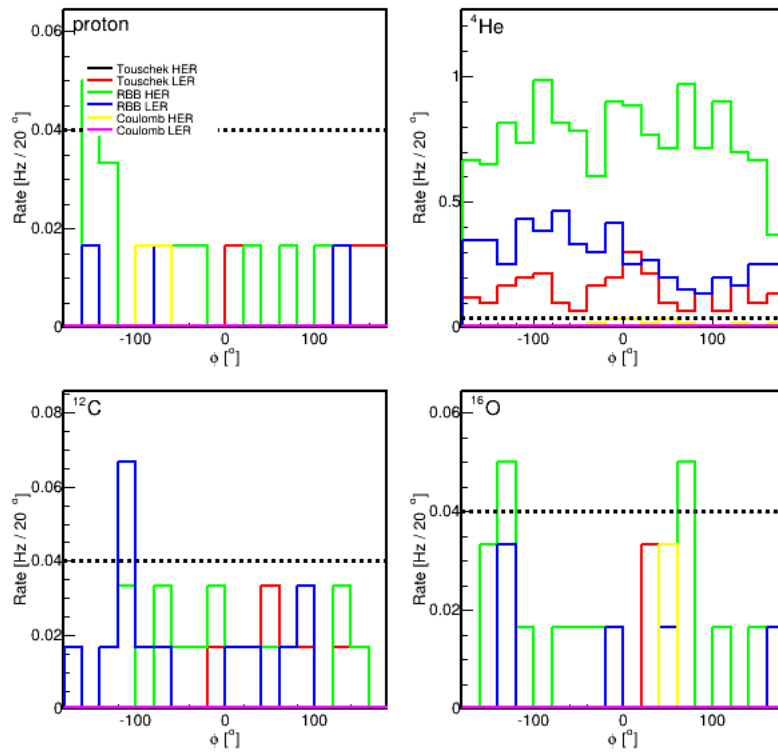 proton
Rate [Hz / 20 °]
0.06
0.04
0.02
0
Touschek HER
Touschek LER
RBB HER
RBB LER
Coulomb HER
Coulomb LER
-100 0 100
ϕ [°]
⁴He
Rate [Hz / 20 °]
1
0.5
0
-100 0 100
ϕ [°]
¹²C
Rate [Hz / 20 °]
0.08
0.06
0.04
0.02
0
-100 0 100
ϕ [°]
¹⁶O
Rate [Hz / 20 °]
0.06
0.04
0.02
0
-100 0 100
ϕ [°]